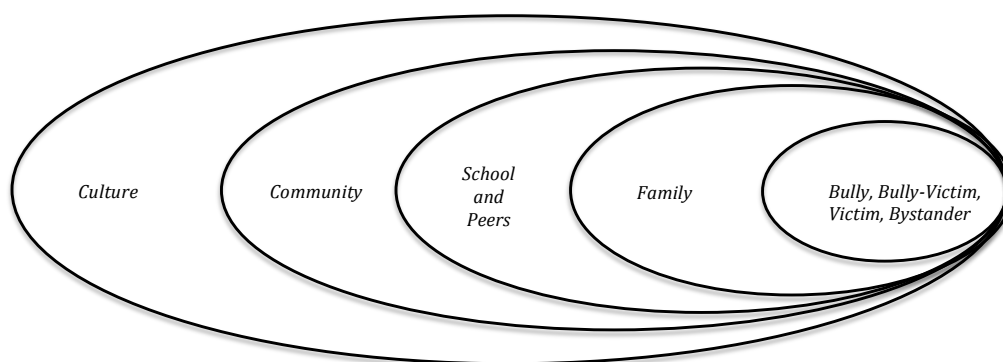 Culture
Community
School
and
Peers
Family
Bully, Bully-Victim,
Victim, Bystander